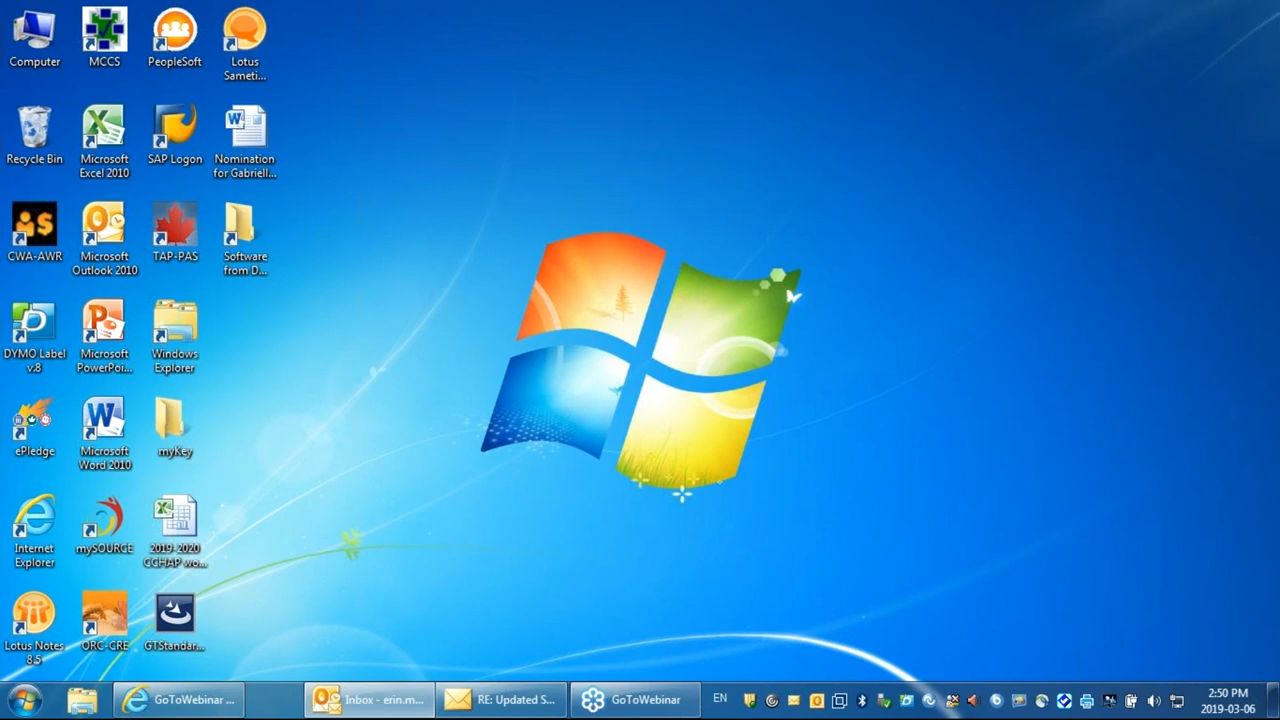 Computer
MCCS
PeopleSoft
Lotus
Sameti...
Recycle Bin
Microsoft
Excel 2010
SAP Logon
Nomination
for Gabriell...
CWA-AWR
Microsoft
Outlook 2010
TAP-PAS
Software
from D...
DYMO Label
v.8
Microsoft
PowerPoi...
Windows
Explorer
ePledge
Microsoft
Word 2010
myKey
Internet
Explorer
mySOURCE
2019-2020
CCHAP wo...
Lotus Notes
8.5
ORC-CRE
GTStandar...
GoToWebinar ...
Inbox - erin.m...
RE: Updated S...
GoToWebinar
EN
2:50 PM
2019-03-06